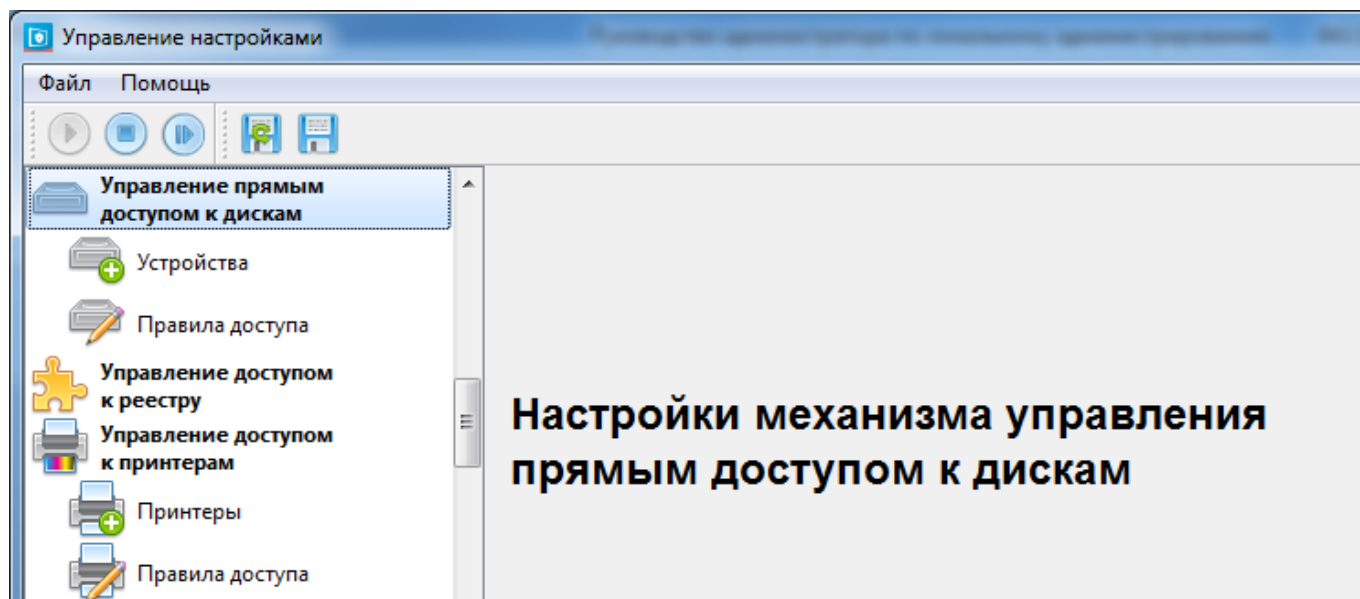 Управление настройками
Файл Помощь
Управление прямым
доступом к дискам
Устройства
Правила доступа
Управление доступом
к реестру
Управление доступом
к принтерам
Принтеры
Правила доступа
Настройки механизма управления
прямым доступом к дискам